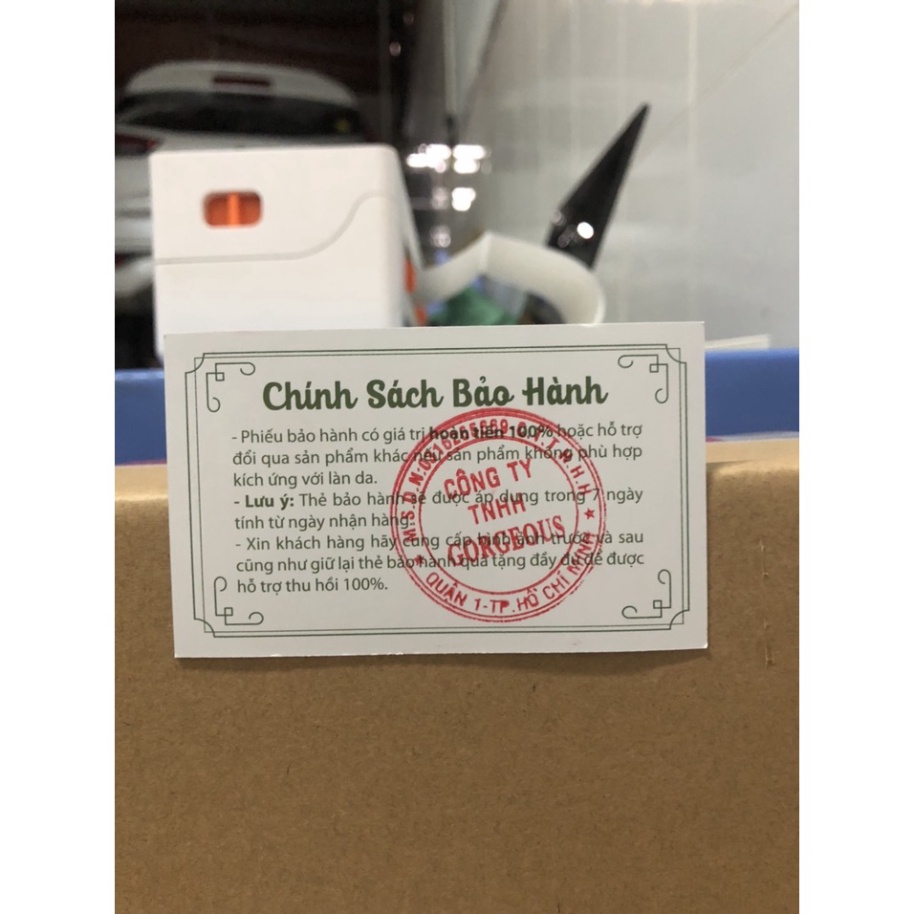 Chính Sách Bảo Hành
- Phiếu bảo hành có giá trị hoàn tiền 100% hoặc hỗ trợ
đổi qua sản phẩm khác nếu sản phẩm không phù hợp
kích ứng với làn da.
- Lưu ý: Thẻ bảo hành sẽ được áp dụng trong 7 ngày
tính từ ngày nhận hàng.
- Xin khách hàng hãy cung cấp hình ảnh trước và sau
cũng như giữ lại thẻ bảo hành quà tặng đầy đủ để được
hỗ trợ thu hồi 100%.
CÔNG TY
TNHH
GORGEOUS
QUẬN 1-TP.HỒ CHÍ MINH